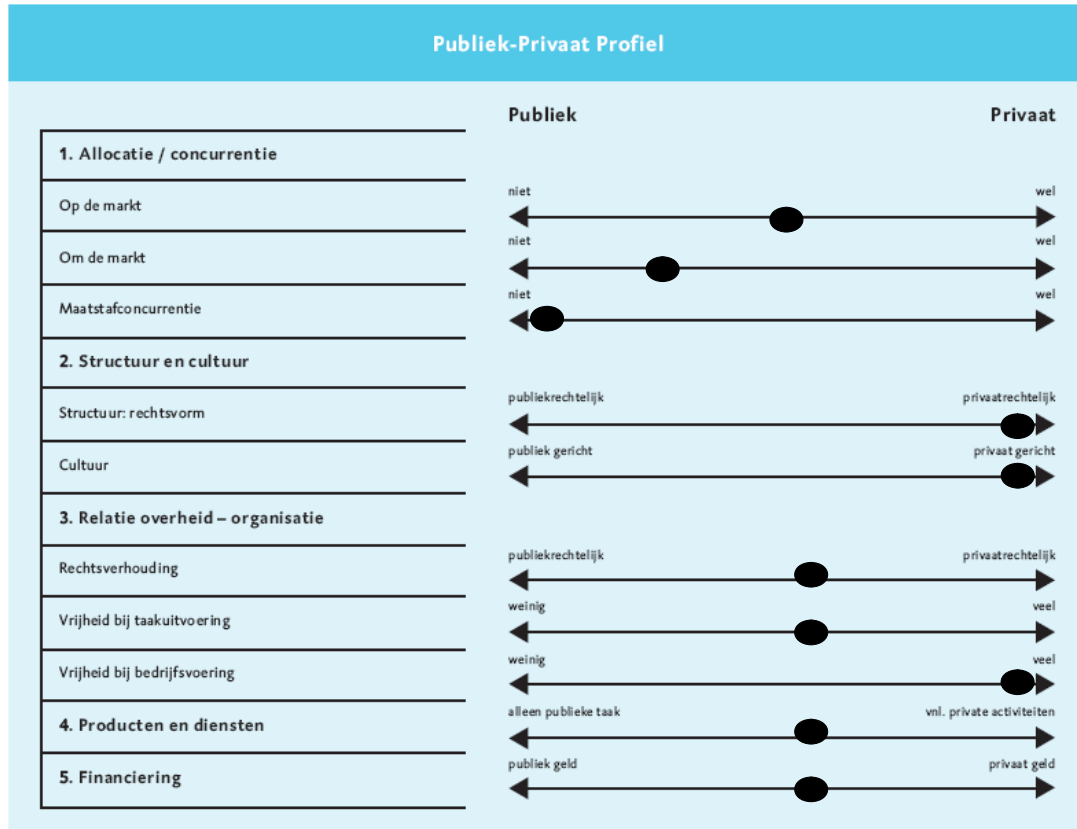 Publiek-Privaat Profiel
Publiek
Privaat
1. Allocatie / concurrentie
niet
wel
Op de markt
niet
wel
Om de markt
niet
wel
Maatstafconcurrentie
2. Structuur en cultuur
publiekrechtelijk
privaatrechtelijk
Structuur: rechtsvorm
publiek gericht
privaat gericht
Cultuur
3. Relatie overheid – organisatie
publiekrechtelijk
privaatrechtelijk
Rechtsverhouding
weinig
veel
Vrijheid bij taakuitvoering
weinig
veel
Vrijheid bij bedrijfsvoering
alleen publieke taak
vnl. private activiteiten
4. Producten en diensten
publiek geld
privaat geld
5. Financiering